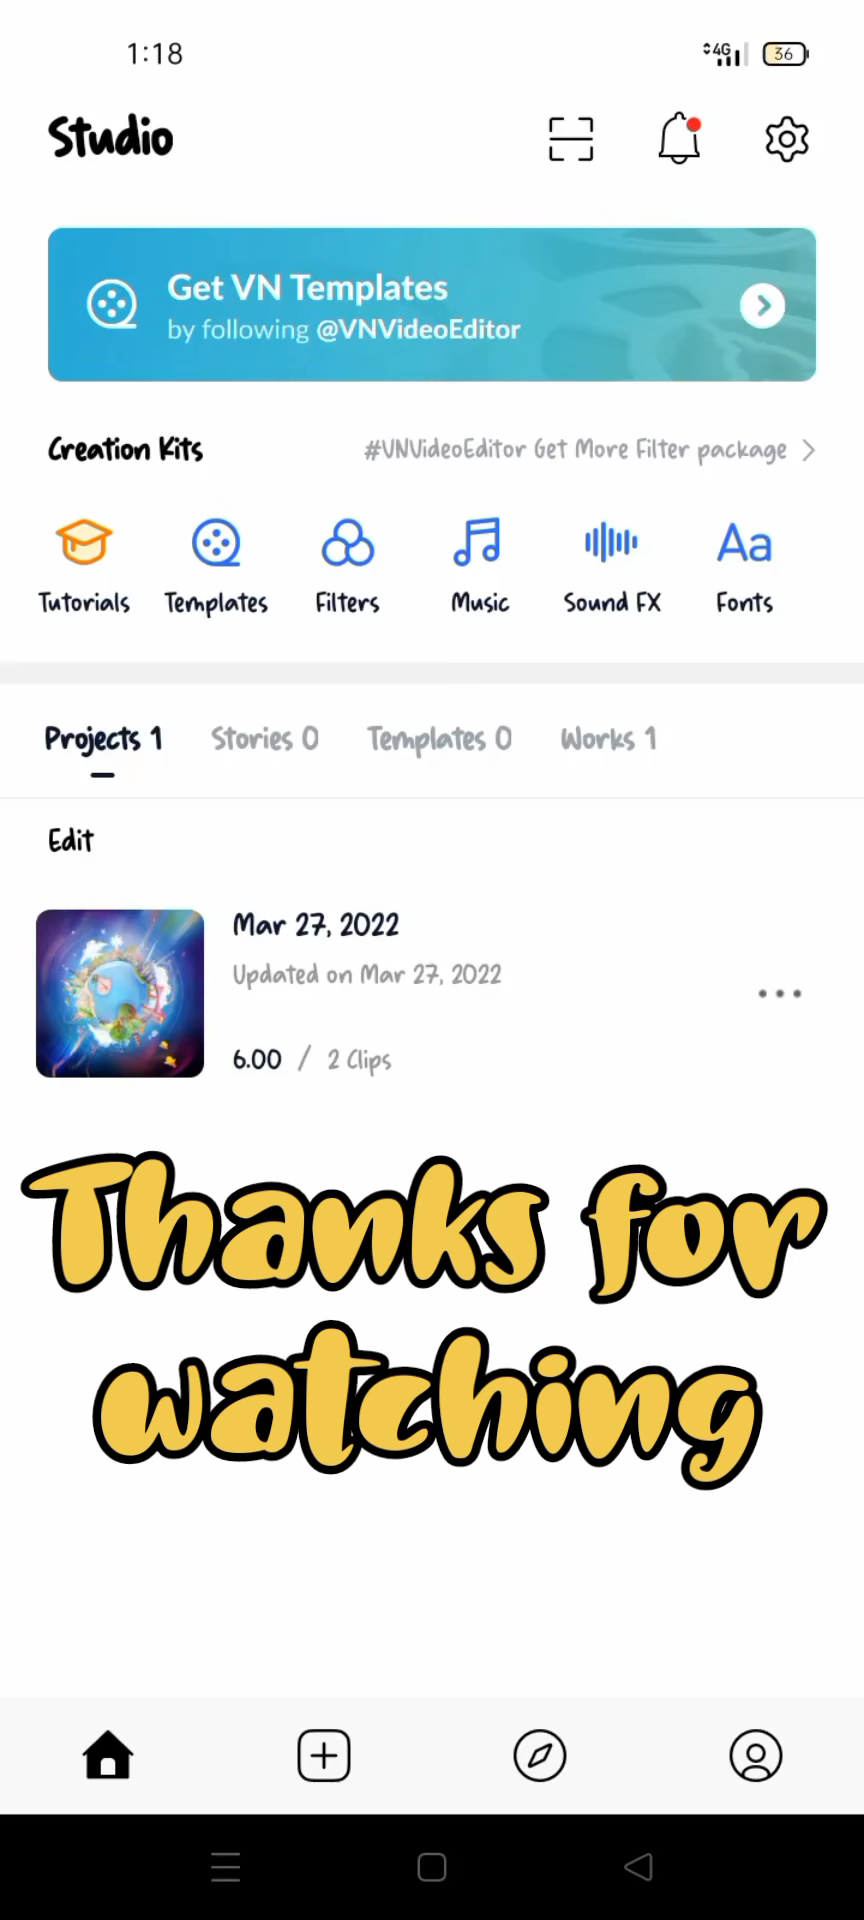 1:18
4G
36
Studio
Get VN Templates
by following @VNVideoEditor
Creation Kits
#VNVideoEditor Get More Filter package
Tutorials
Templates
Filters
Music
Sound FX
Aa
Fonts
Projects 1
Stories 0
Templates 0
Works 1
Edit
Mar 27, 2022
Updated on Mar 27, 2022
6.00 / 2 Clips
Thanks for
watching